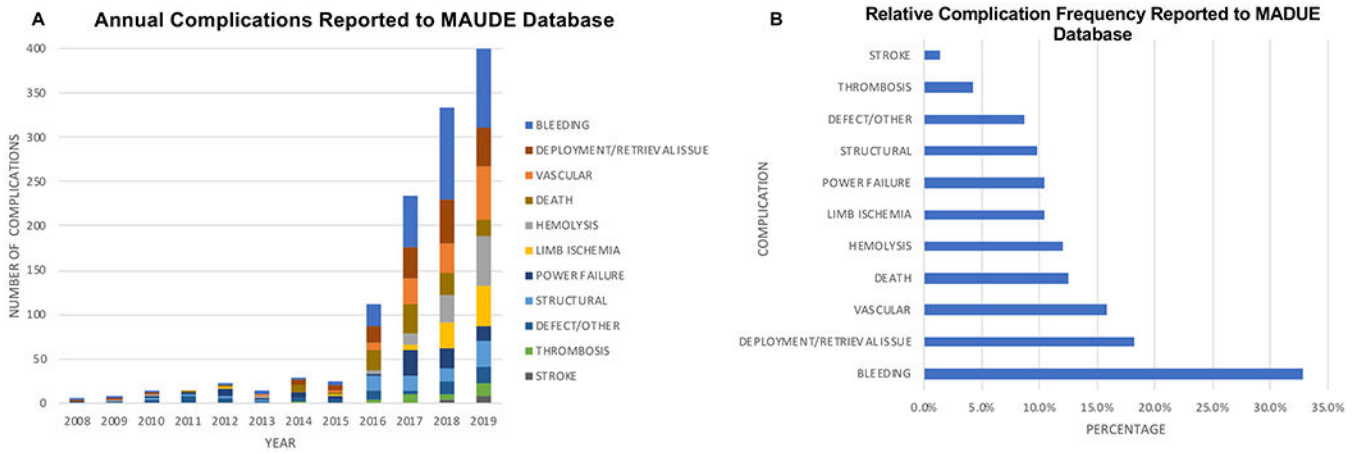 A
Annual Complications Reported to MAUDE Database
NUMBER OF COMPLICATIONS
400
350
300
250
200
150
100
50
0
2008 2009 2010 2011 2012 2013 2014 2015 2016 2017 2018 2019
YEAR
BLEEDING
DEPLOYMENT/RETRIEVAL ISSUE
VASCULAR
DEATH
HEMOLYSIS
LIMB ISCHEMIA
POWER FAILURE
STRUCTURAL
DEFECT/OTHER
THROMBOSIS
STROKE
B
Relative Complication Frequency Reported to MADUE
Database
COMPLICATION
STROKE
THROMBOSIS
DEFECT/OTHER
STRUCTURAL
POWER FAILURE
LIMB ISCHEMIA
HEMOLYSIS
DEATH
VASCULAR
DEPLOYMENT/RETRIEVAL ISSUE
BLEEDING
0.0% 5.0% 10.0% 15.0% 20.0% 25.0% 30.0% 35.0%
PERCENTAGE